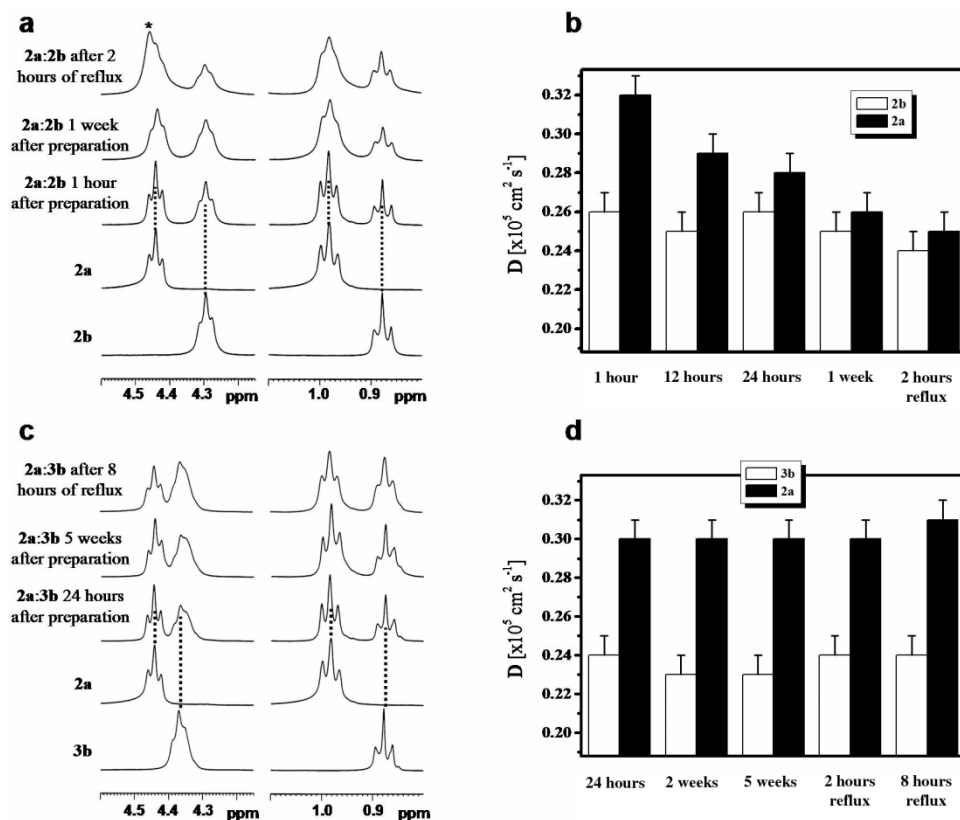 a
*
2a:2b after 2
hours of reflux
2a:2b 1 week
after preparation
2a:2b 1 hour
after preparation
2a
2b
4.5 4.4 4.3 ppm 1.0 0.9 ppm
b
2b
2a
D [x10⁵ cm² s⁻¹]
0.32
0.30
0.28
0.26
0.24
0.22
0.20
1 hour 12 hours 24 hours 1 week 2 hours
reflux
c
2a:3b after 8
hours of reflux
2a:3b 5 weeks
after preparation
2a:3b 24 hours
after preparation
2a
3b
4.5 4.4 4.3 ppm 1.0 0.9 ppm
d
3b
2a
D [x10⁵ cm² s⁻¹]
0.32
0.30
0.28
0.26
0.24
0.22
0.20
24 hours 2 weeks 5 weeks 2 hours 8 hours
reflux reflux